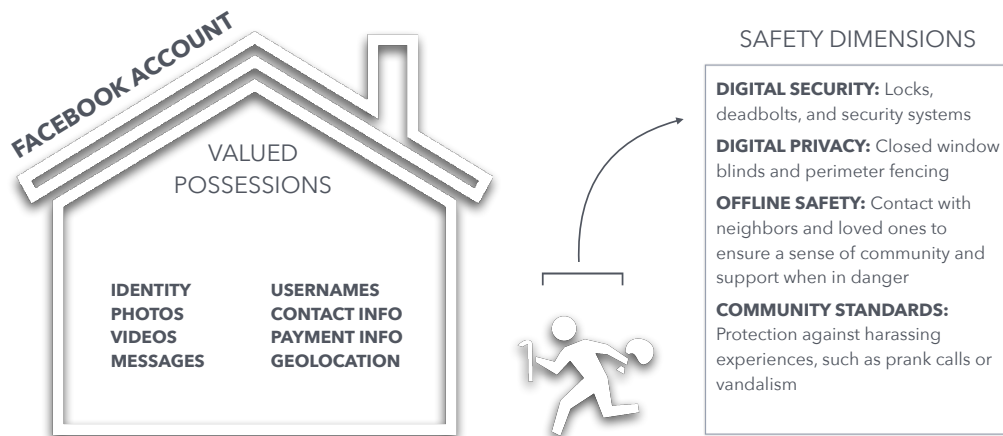 FACEBOOK ACCOUNT
VALUED
POSSESSIONS
IDENTITY
PHOTOS
VIDEOS
MESSAGES
USERNAMES
CONTACT INFO
PAYMENT INFO
GEOLOCATION
SAFETY DIMENSIONS
DIGITAL SECURITY: Locks,
deadbolts, and security systems
DIGITAL PRIVACY: Closed window
blinds and perimeter fencing
OFFLINE SAFETY: Contact with
neighbors and loved ones to
ensure a sense of community and
support when in danger
COMMUNITY STANDARDS:
Protection against harassing
experiences, such as prank calls or
vandalism